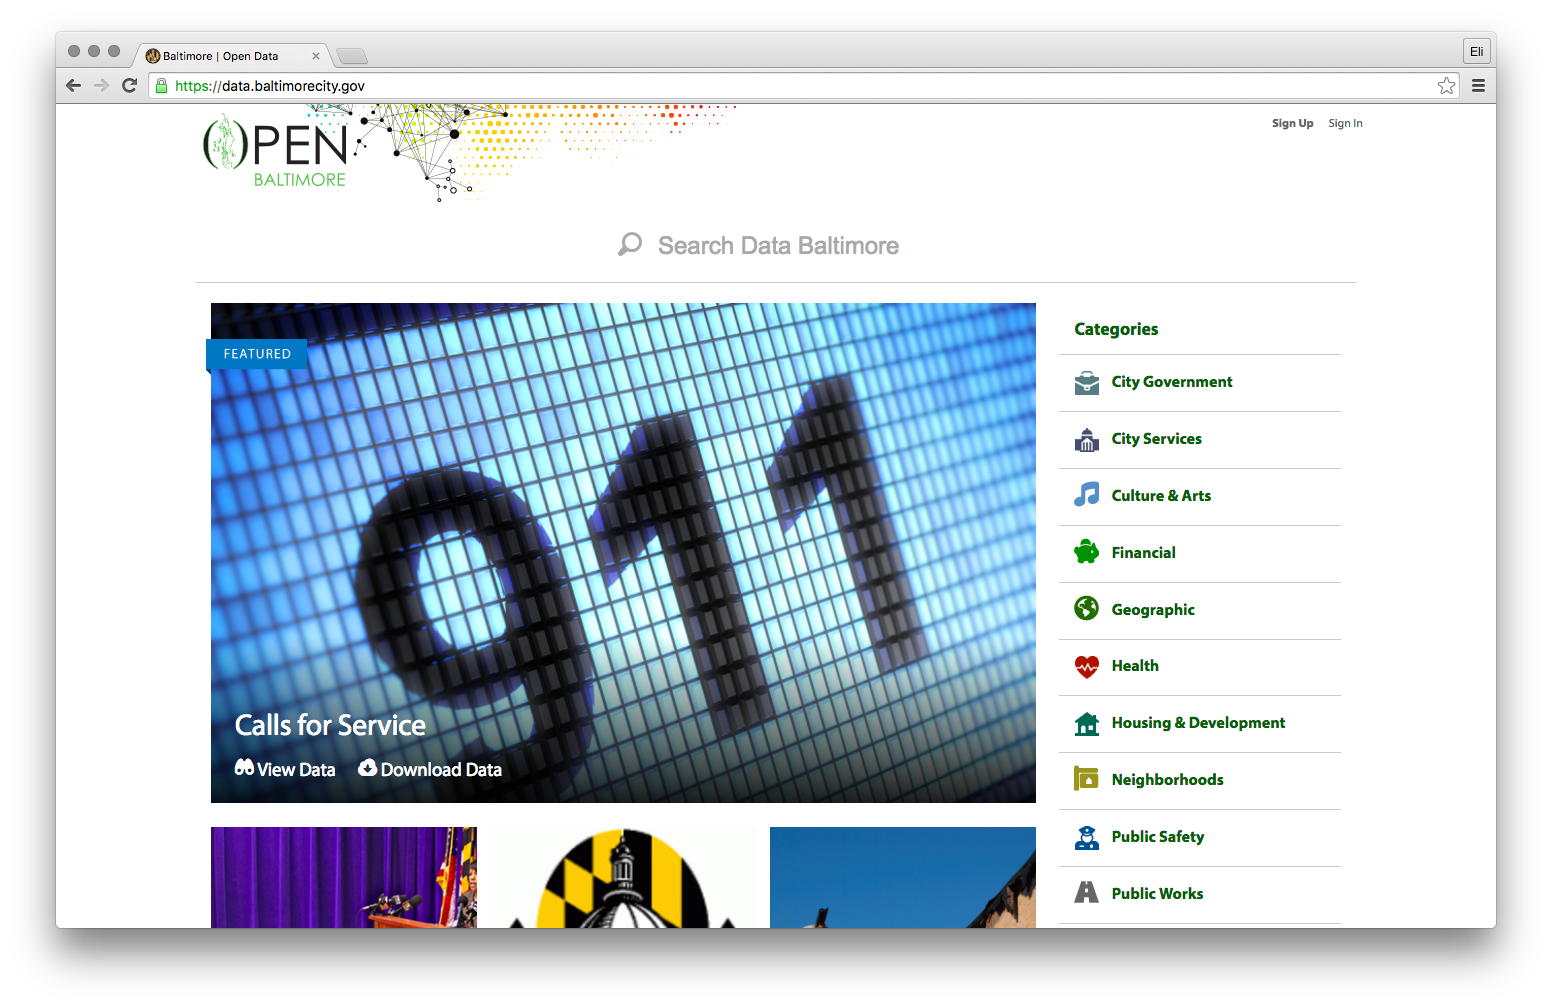 Baltimore | Open Data
Eli
https://data.baltimorecity.gov
OPEN
BALTIMORE
Sign Up Sign In
Search Data Baltimore
FEATURED
911
Calls for Service
View Data Download Data
Categories
City Government
City Services
Culture & Arts
Financial
Geographic
Health
Housing & Development
Neighborhoods
Public Safety
Public Works